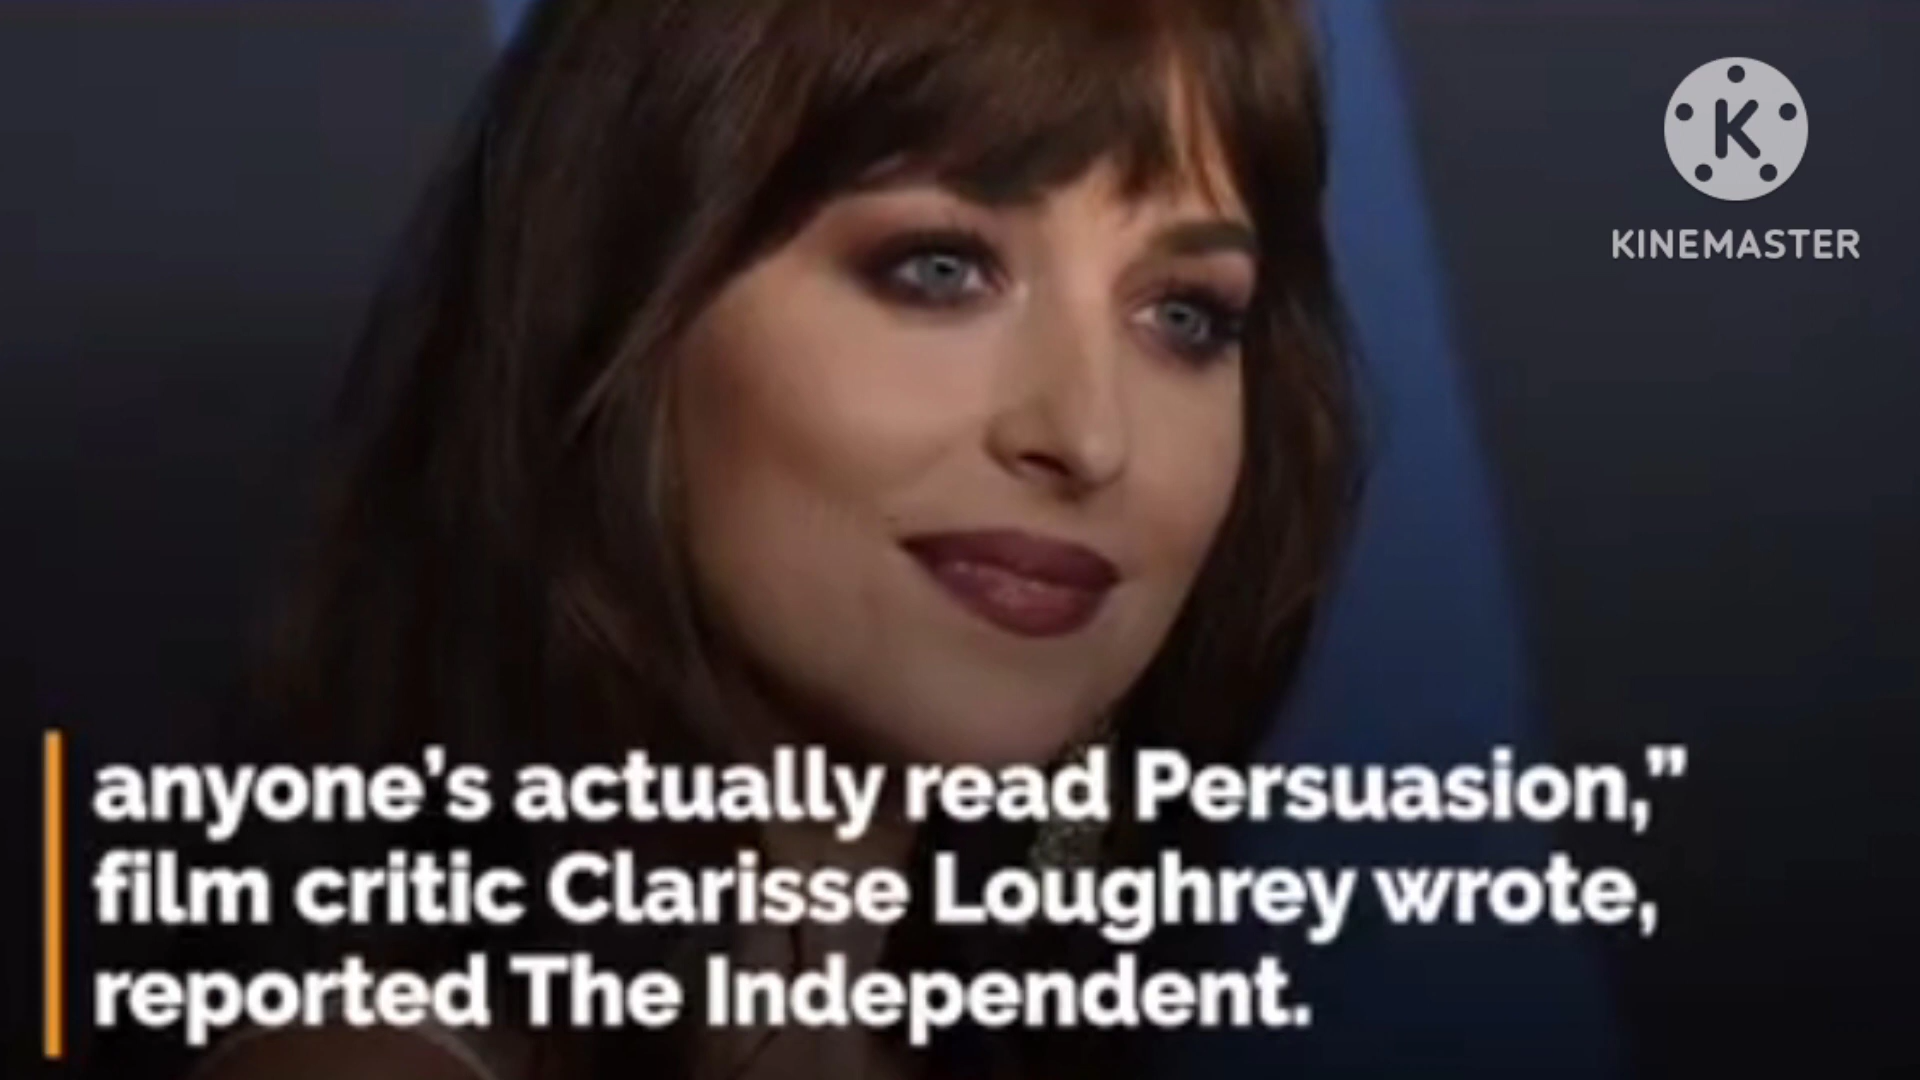 K
KINEMASTER
anyone's actually read Persuasion,”
film critic Clarisse Loughrey wrote,
reported The Independent.